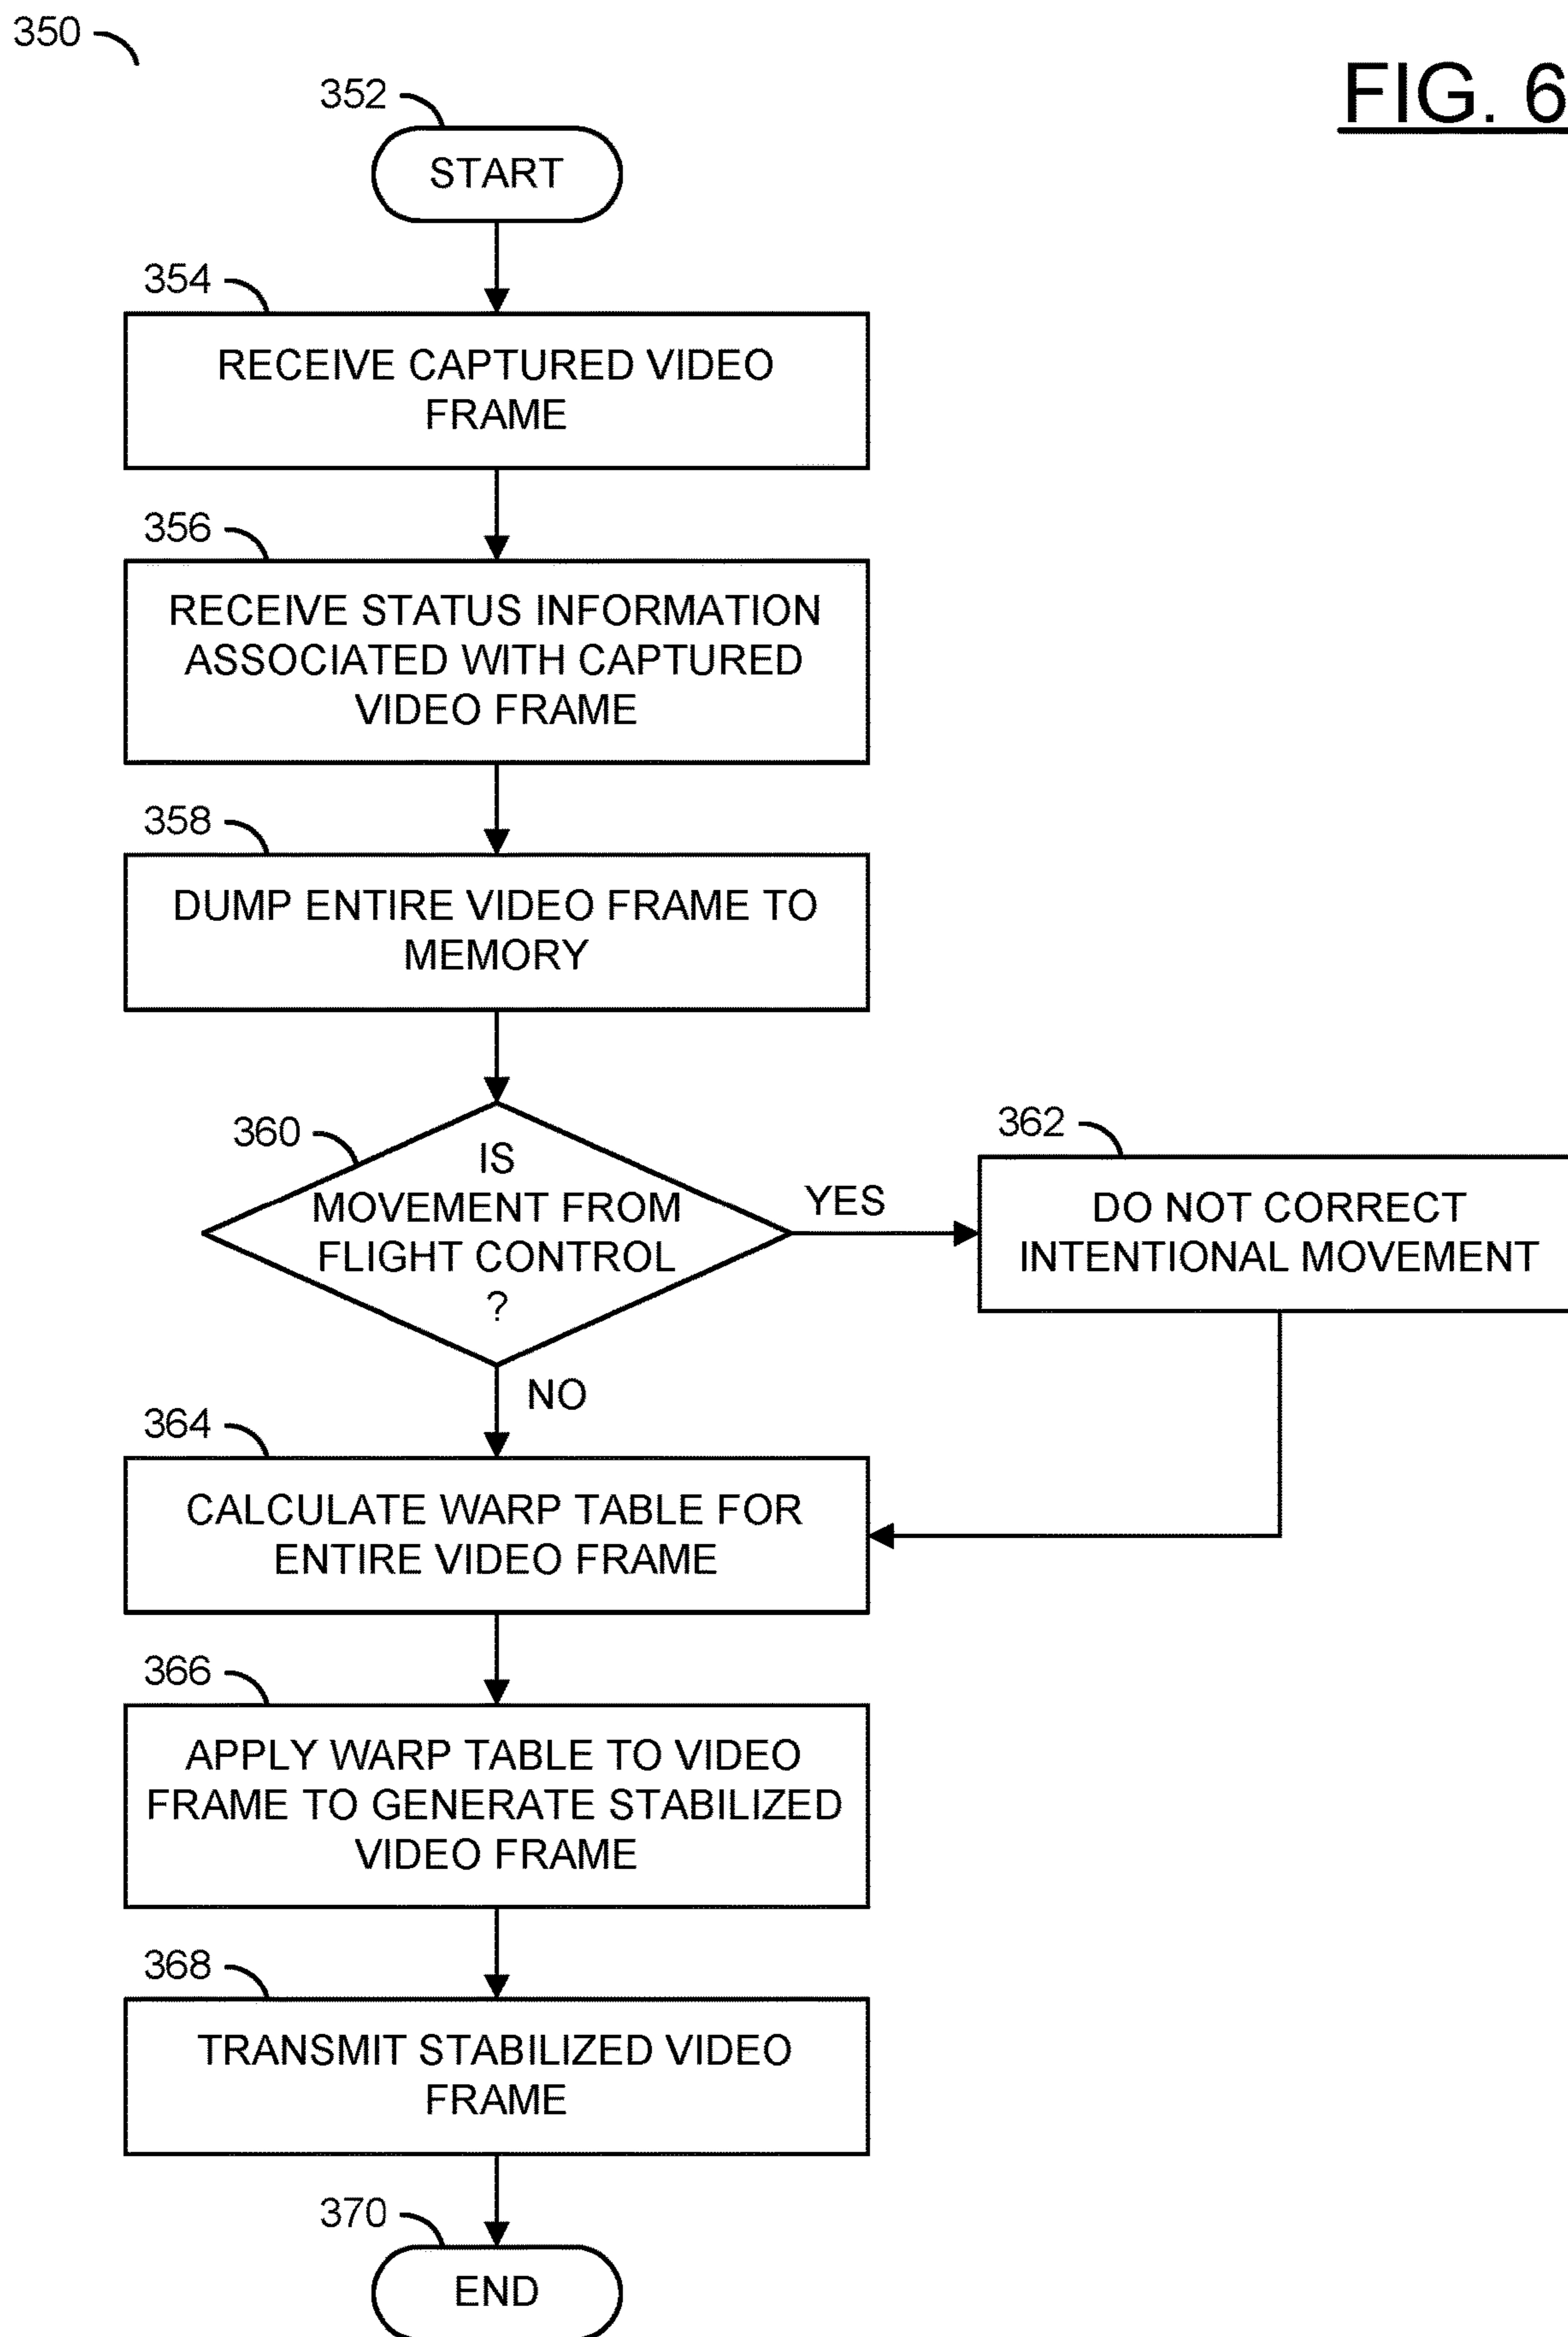 350
FIG. 6
352
START
354
RECEIVE CAPTURED VIDEO
FRAME
356
RECEIVE STATUS INFORMATION
ASSOCIATED WITH CAPTURED
VIDEO FRAME
358
DUMP ENTIRE VIDEO FRAME TO
MEMORY
360
IS
MOVEMENT FROM
FLIGHT CONTROL
?
YES
362
DO NOT CORRECT
INTENTIONAL MOVEMENT
NO
364
CALCULATE WARP TABLE FOR
ENTIRE VIDEO FRAME
366
APPLY WARP TABLE TO VIDEO
FRAME TO GENERATE STABILIZED
VIDEO FRAME
368
TRANSMIT STABILIZED VIDEO
FRAME
370
END